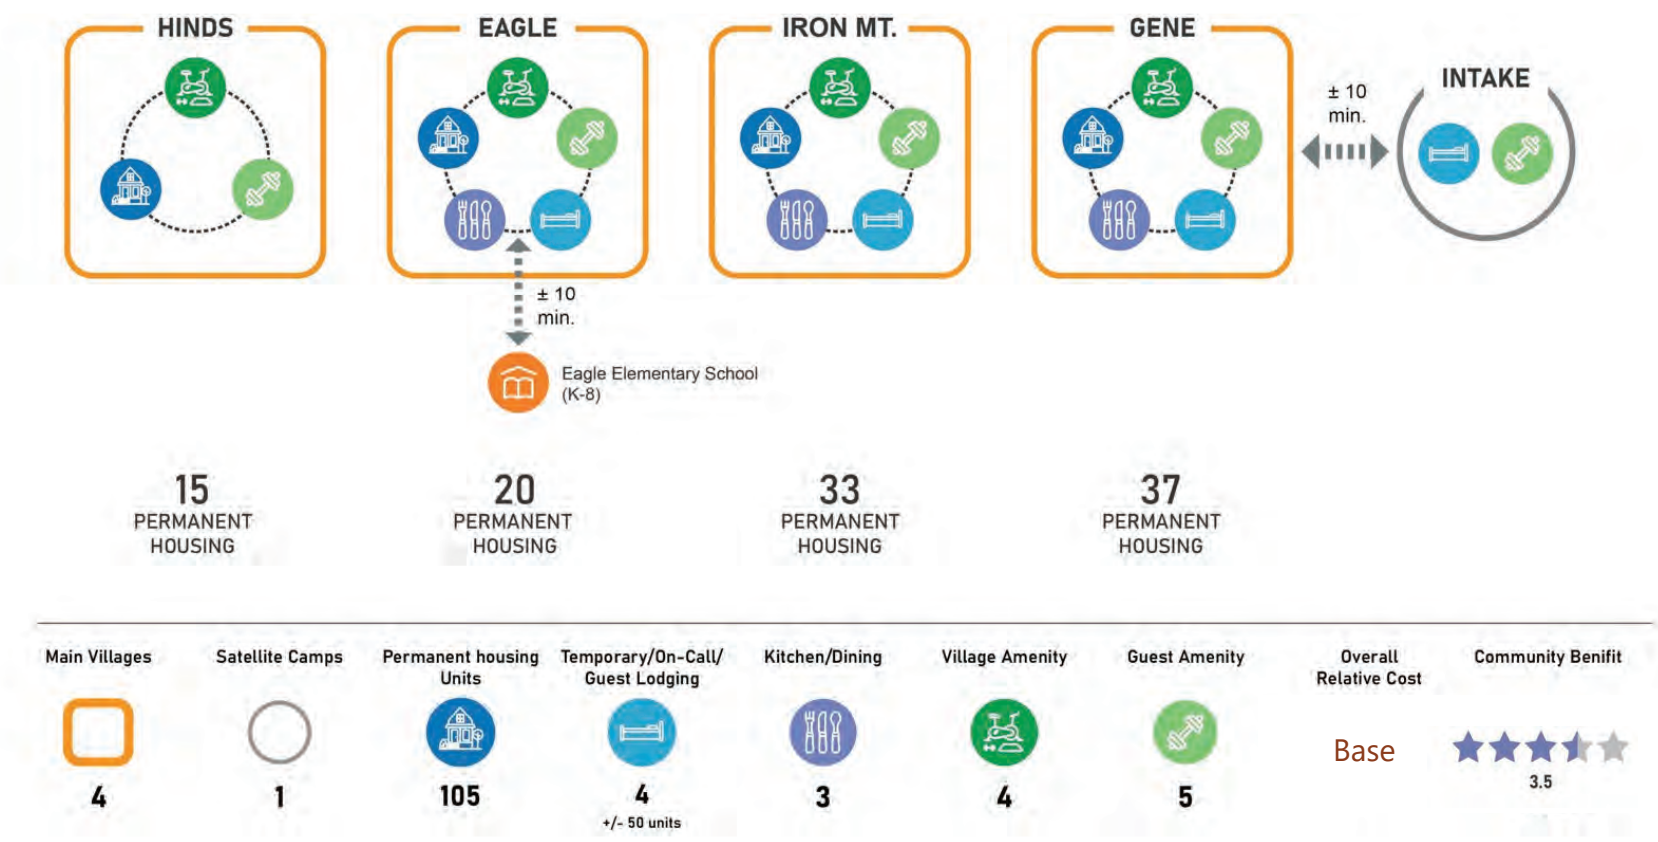 HINDS
EAGLE
IRON MT.
GENE
INTAKE
± 10
min.
± 10
min.
Eagle Elementary School
(K-8)
15
PERMANENT
HOUSING
20
PERMANENT
HOUSING
33
PERMANENT
HOUSING
37
PERMANENT
HOUSING
Main Villages
4
Satellite Camps
1
Permanent housing
Units
105
Temporary/On-Call/
Guest Lodging
4
+/- 50 units
Kitchen/Dining
3
Village Amenity
4
Guest Amenity
5
Overall
Relative Cost
Base
Community Benifit
3.5